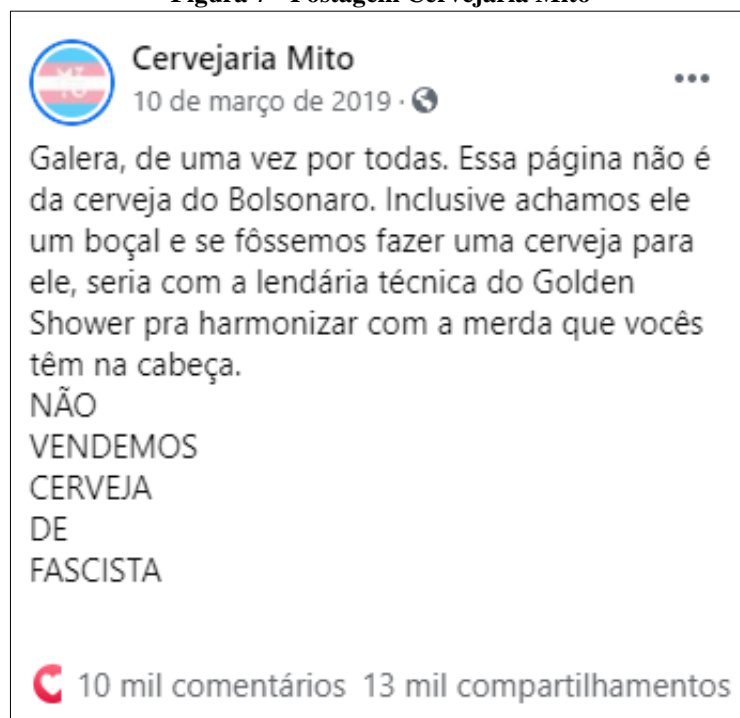 Figura 7 - Postagem Cervejaria Mito
Cervejaria Mito
10 de março de 2019 ·
Galera, de uma vez por todas. Essa página não é
da cerveja do Bolsonaro. Inclusive achamos ele
um boçal e se fôssemos fazer uma cerveja para
ele, seria com a lendária técnica do Golden
Shower pra harmonizar com a merda que vocês
têm na cabeça.
NÃO
VENDEMOS
CERVEJA
DE
FASCISTA
10 mil comentários 13 mil compartilhamentos